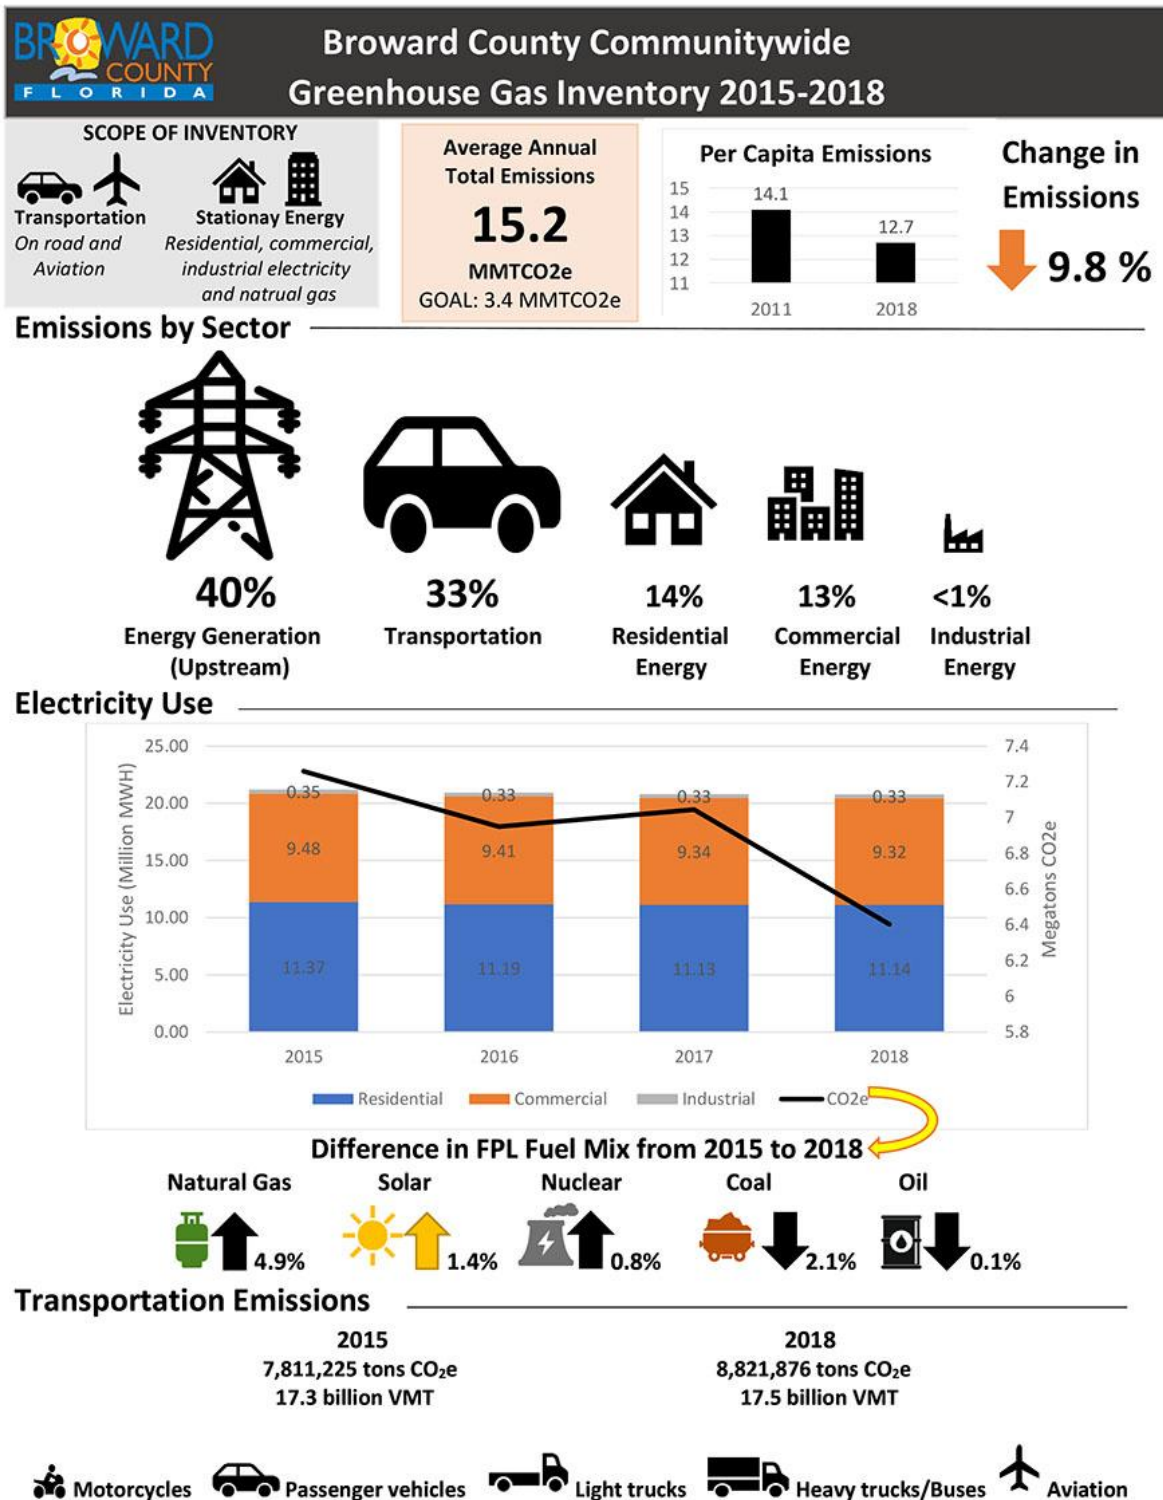 BROWARD
COUNTY
FLORIDA
Broward County Communitywide
Greenhouse Gas Inventory 2015-2018
SCOPE OF INVENTORY
Transportation
On road and
Aviation
Stationay Energy
Residential, commercial,
industrial electricity
and natrual gas
Average Annual
Total Emissions
15.2
MMTCO2e
GOAL: 3.4 MMTCO2e
Per Capita Emissions
15
14
13
12
11
14.1
12.7
2011
2018
Change in
Emissions
9.8 %
Emissions by Sector
40%
Energy Generation
(Upstream)
33%
Transportation
14%
Residential
Energy
13%
Commercial
Energy
<1%
Industrial
Energy
Electricity Use
Electricity Use (Million MWH)
25.00
20.00
15.00
10.00
5.00
0.00
0.35
0.33
0.33
0.33
9.48
9.41
9.34
9.32
11.37
11.19
11.13
11.14
7.4
7.2
7
6.8
6.6
6.4
6.2
6
5.8
Megatons CO2e
2015
2016
2017
2018
Residential
Commercial
Industrial
CO2e
Difference in FPL Fuel Mix from 2015 to 2018
Natural Gas
Solar
Nuclear
Coal
Oil
4.9%
1.4%
0.8%
2.1%
0.1%
Transportation Emissions
2015
7,811,225 tons CO₂e
17.3 billion VMT
2018
8,821,876 tons CO₂e
17.5 billion VMT
Motorcycles
Passenger vehicles
Light trucks
Heavy trucks/Buses
Aviation